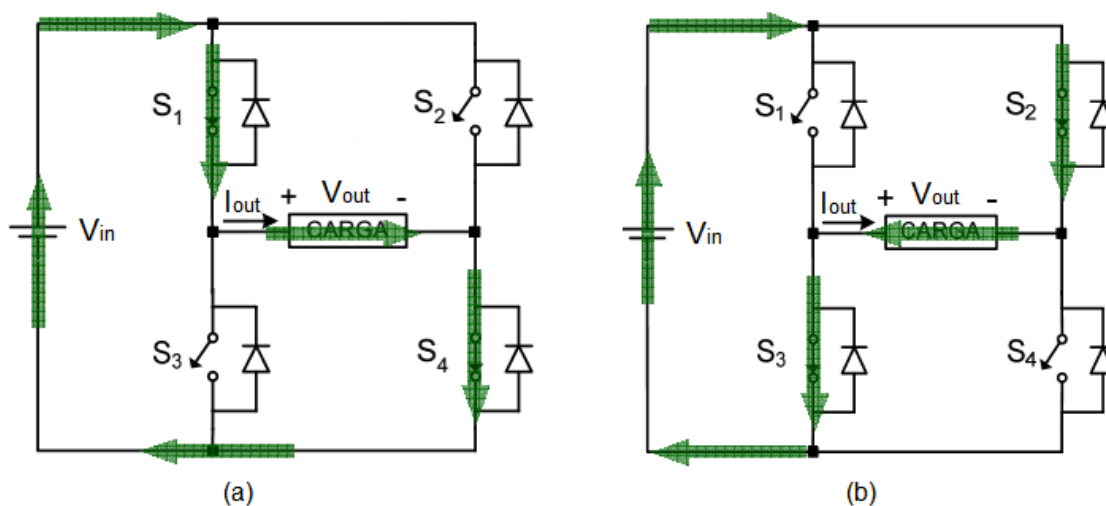 S1
S2
Iout
+
Vout
-
CARGA
Vin
S3
S4
(a)
S1
S2
Iout
+
Vout
-
CARGA
Vin
S3
S4
(b)